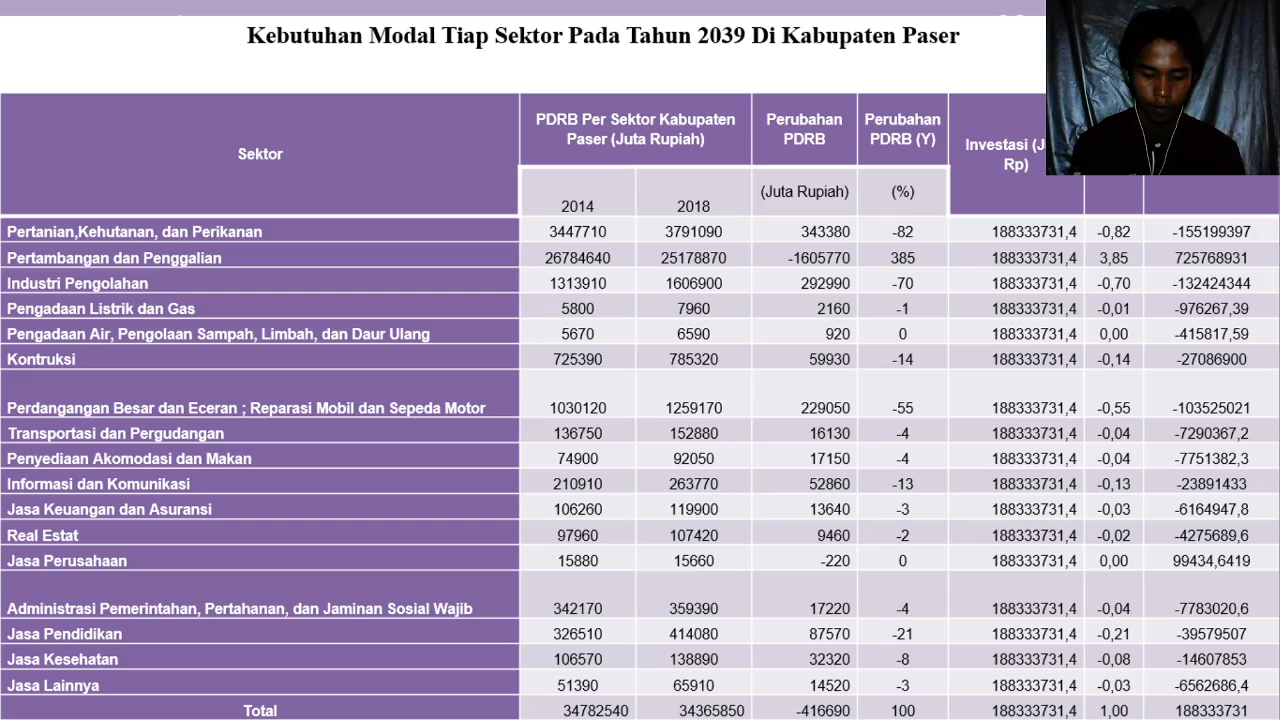 Kebutuhan Modal Tiap Sektor Pada Tahun 2039 Di Kabupaten Paser
Sektor
PDRB Per Sektor Kabupaten
Paser (Juta Rupiah)
Perubahan
PDRB
Perubahan
PDRB (Y)
Investasi
Rp)
2014 2018 (Juta Rupiah) (%)
Pertanian,Kehutanan, dan Perikanan 3447710 3791090 343380 -82 188333731,4 -0,82 -155199397
Pertambangan dan Penggalian 26784640 25178870 -1605770 385 188333731,4 3,85 725768931
Industri Pengolahan 1313910 1606900 292990 -70 188333731,4 -0,70 -132424344
Pengadaan Listrik dan Gas 5800 7960 2160 -1 188333731,4 -0,01 -976267,39
Pengadaan Air, Pengolaan Sampah, Limbah, dan Daur Ulang 5670 6590 920 0 188333731,4 0,00 -415817,59
Kontruksi 725390 785320 59930 -14 188333731,4 -0,14 -27086900
Perdangangan Besar dan Eceran ; Reparasi Mobil dan Sepeda Motor 1030120 1259170 229050 -55 188333731,4 -0,55 -103525021
Transportasi dan Pergudangan 136750 152880 16130 -4 188333731,4 -0,04 -7290367,2
Penyediaan Akomodasi dan Makan 74900 92050 17150 -4 188333731,4 -0,04 -7751382,3
Informasi dan Komunikasi 210910 263770 52860 -13 188333731,4 -0,13 -23891433
Jasa Keuangan dan Asuransi 106260 119900 13640 -3 188333731,4 -0,03 -6164947,8
Real Estat 97960 107420 9460 -2 188333731,4 -0,02 -4275689,6
Jasa Perusahaan 15880 15660 -220 0 188333731,4 0,00 99434,6419
Administrasi Pemerintahan, Pertahanan, dan Jaminan Sosial Wajib 342170 359390 17220 -4 188333731,4 -0,04 -7783020,6
Jasa Pendidikan 326510 414080 87570 -21 188333731,4 -0,21 -39579507
Jasa Kesehatan 106570 138890 32320 -8 188333731,4 -0,08 -14607853
Jasa Lainnya 51390 65910 14520 -3 188333731,4 -0,03 -6562686,4
Total 34782540 34365850 -416690 100 188333731,4 1,00 188333731